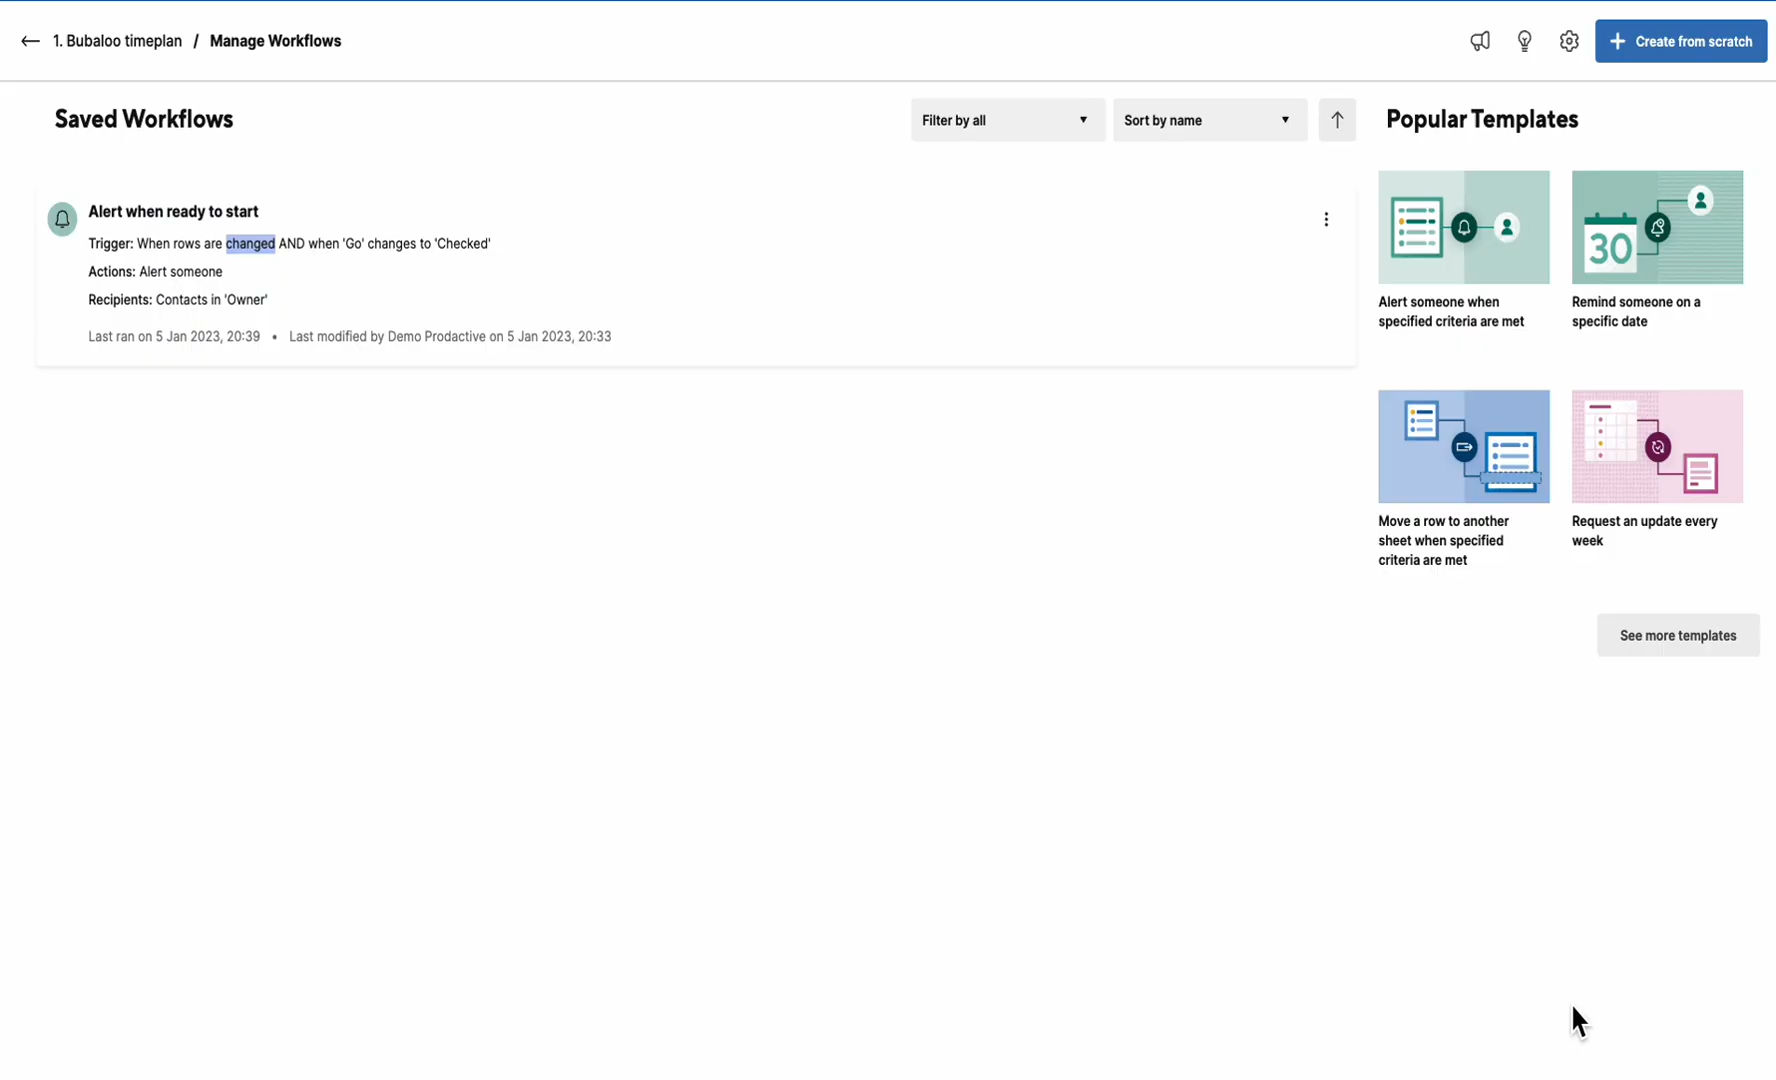 1. Bubaloo timeplan / Manage Workflows
Create from scratch
Saved Workflows
Filter by all
Sort by name
Popular Templates
Alert when ready to start
Trigger: When rows are changed AND when 'Go' changes to 'Checked'
Actions: Alert someone
Recipients: Contacts in 'Owner'
Last ran on 5 Jan 2023, 20:39 • Last modified by Demo Prodactive on 5 Jan 2023, 20:33
Alert someone when
specified criteria are met
30
Remind someone on a
specific date
Move a row to another
sheet when specified
criteria are met
Request an update every
week
See more templates